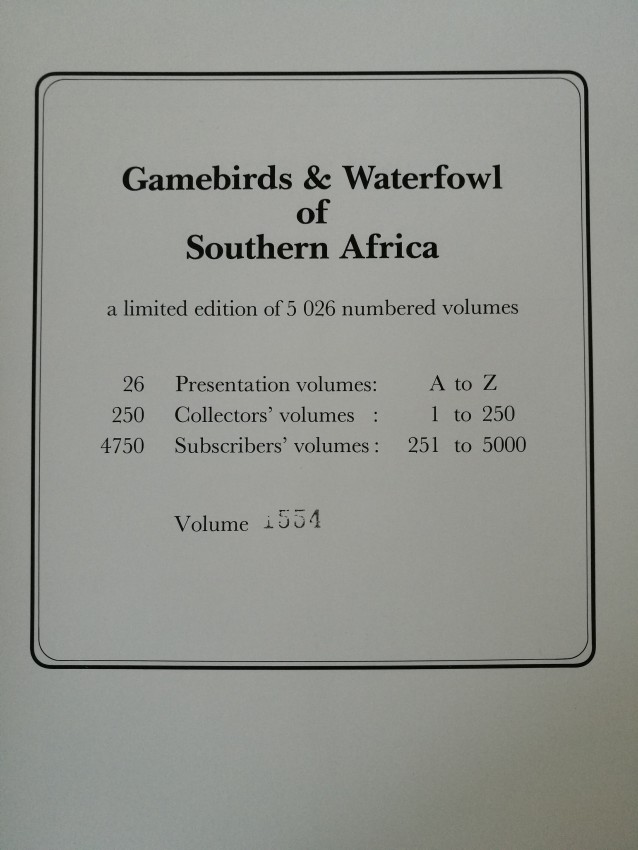 Gamebirds & Waterfowl
of
Southern Africa
a limited edition of 5 026 numbered volumes
26 Presentation volumes: A to Z
250 Collectors' volumes : 1 to 250
4750 Subscribers' volumes : 251 to 5000
Volume 1554